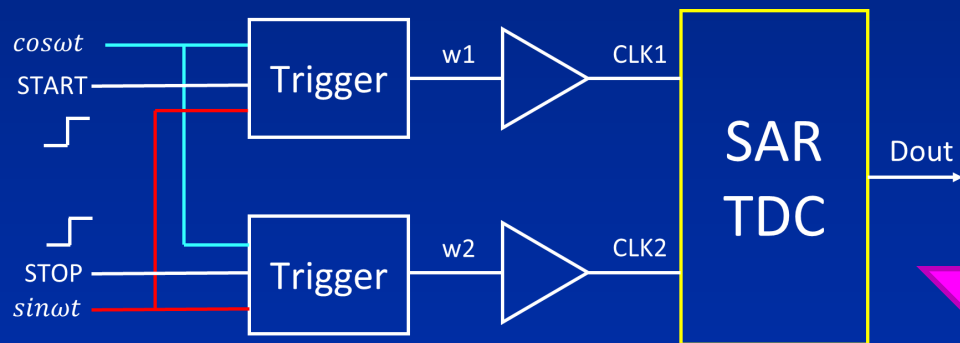 cosωt
START
Trigger
w1
CLK1
SAR
TDC
Dout
STOP
sinωt
Trigger
w2
CLK2